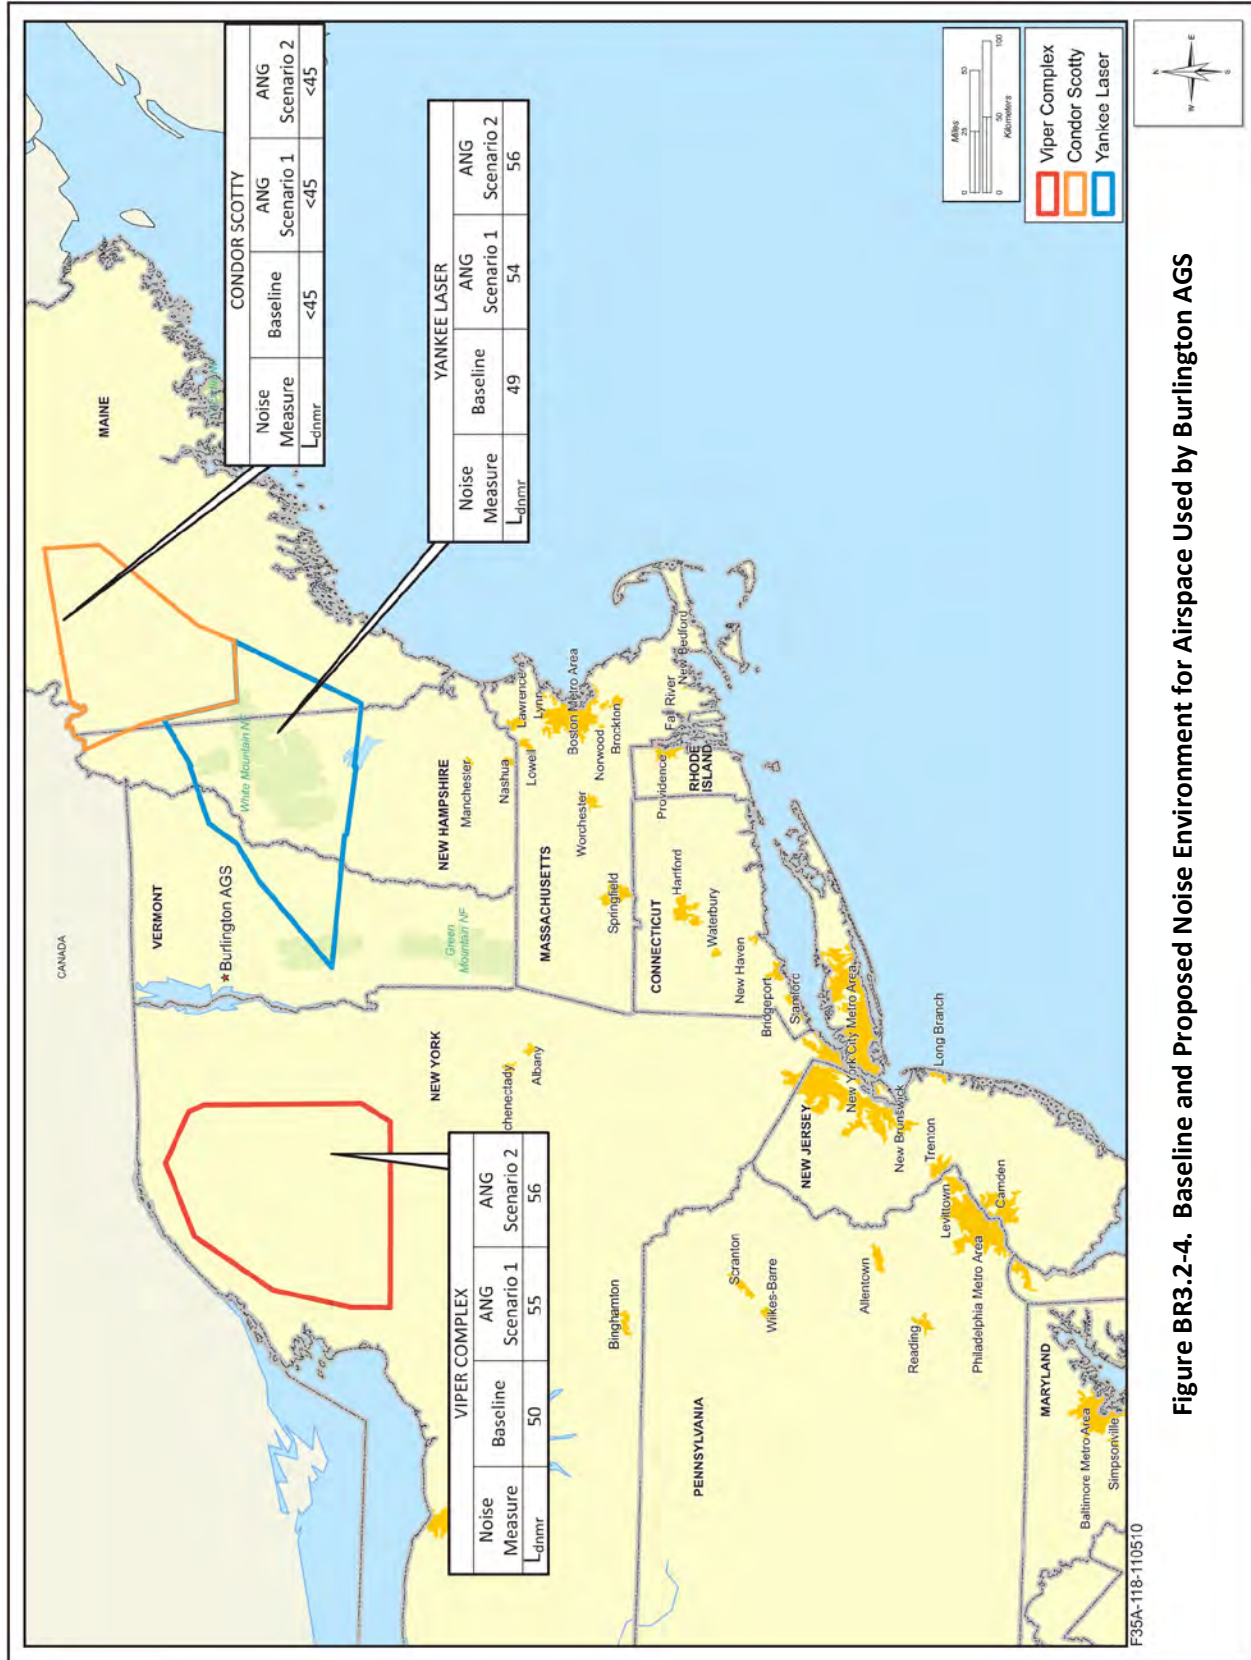 CANADA
MAINE
VERMONT
★Burlington AGS
White Mountain NF
Green
Mountain NF
NEW HAMPSHIRE
Manchester
Nashua
NEW YORK
chenectady
Albany
MASSACHUSETTS
Lawrence
Lynn
Lowell
Boston Metro Area
Norwood
Brockton
Worchester
Springfield
CONNECTICUT
Hartford
Waterbury
New Haven
Bridgeport
Stamford
RHODE
ISLAND
Providence
Fall River
New Bedford
Binghamton
PENNSYLVANIA
Scranton
Wilkes-Barre
Allentown
Reading
Philadelphia Metro Area
Levittown
Camden
Trenton
NEW JERSEY
New York City Metro Area
New Brunswick
Long Branch
MARYLAND
Baltimore Metro Area
Simpsonville
CONDOR SCOTTY
Noise Measure Baseline ANG Scenario 1 ANG Scenario 2
Ldnmr <45 <45 <45
YANKEE LASER
Noise Measure Baseline ANG Scenario 1 ANG Scenario 2
Ldnmr 49 54 56
VIPER COMPLEX
Noise Measure Baseline ANG Scenario 1 ANG Scenario 2
Ldnmr 50 55 56
Miles
0 25 50
0 50 100
Kilometers
Viper Complex
Condor Scotty
Yankee Laser
N
W E
S
F35A-118-110510
Figure BR3.2-4. Baseline and Proposed Noise Environment for Airspace Used by Burlington AGS